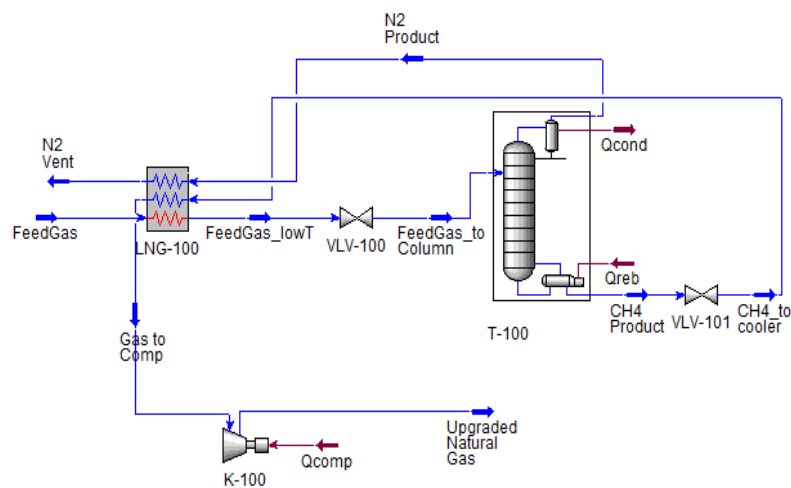 N2
Product
N2
Vent
Qcond
FeedGas
LNG-100
FeedGas_lowT
VLV-100
FeedGas_to
Column
Qreb
T-100
CH4
Product
VLV-101
CH4_to
cooler
Gas to
Comp
Upgraded
Natural
Gas
Qcomp
K-100